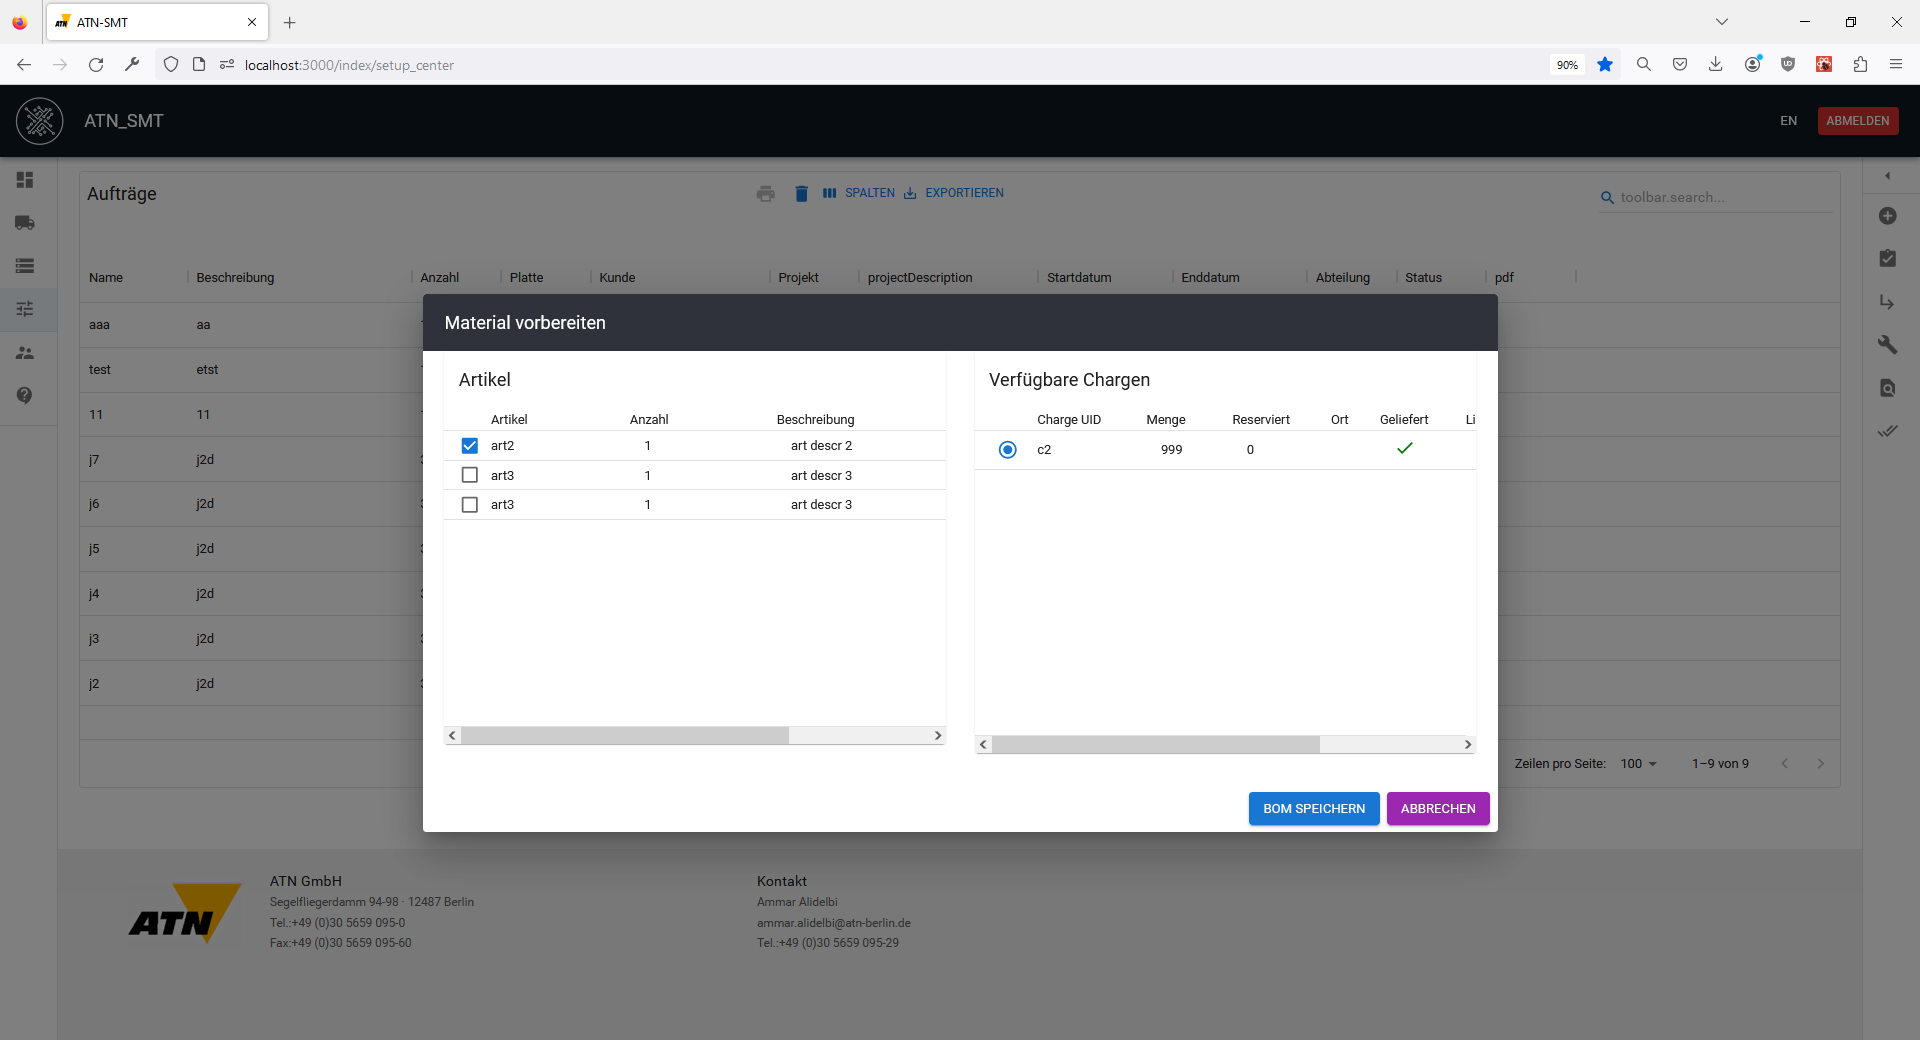 ATN-SMT
localhost:3000/index/setup_center
90%
ATN_SMT
EN
ABMELDEN
Aufträge
SPALTEN
EXPORTIEREN
toolbar.search...
Name Beschreibung Anzahl Platte Kunde Projekt projectDescription Startdatum Enddatum Abteilung Status pdf
aaa aa
test etst
11 11
j7 j2d
j6 j2d
j5 j2d
j4 j2d
j3 j2d
j2 j2d
Material vorbereiten
Artikel
Artikel Anzahl Beschreibung
art2 1 art descr 2
art3 1 art descr 3
art3 1 art descr 3
Verfügbare Chargen
Charge UID Menge Reserviert Ort Geliefert Li
c2 999 0
BOM SPEICHERN
ABBRECHEN
Zeilen pro Seite: 100 1–9 von 9
ATN
ATN GmbH
Segelfliegerdamm 94-98 · 12487 Berlin
Tel.:+49 (0)30 5659 095-0
Fax:+49 (0)30 5659 095-60
Kontakt
Ammar Alidelbi
ammar.alidelbi@atn-berlin.de
Tel.:+49 (0)30 5659 095-29